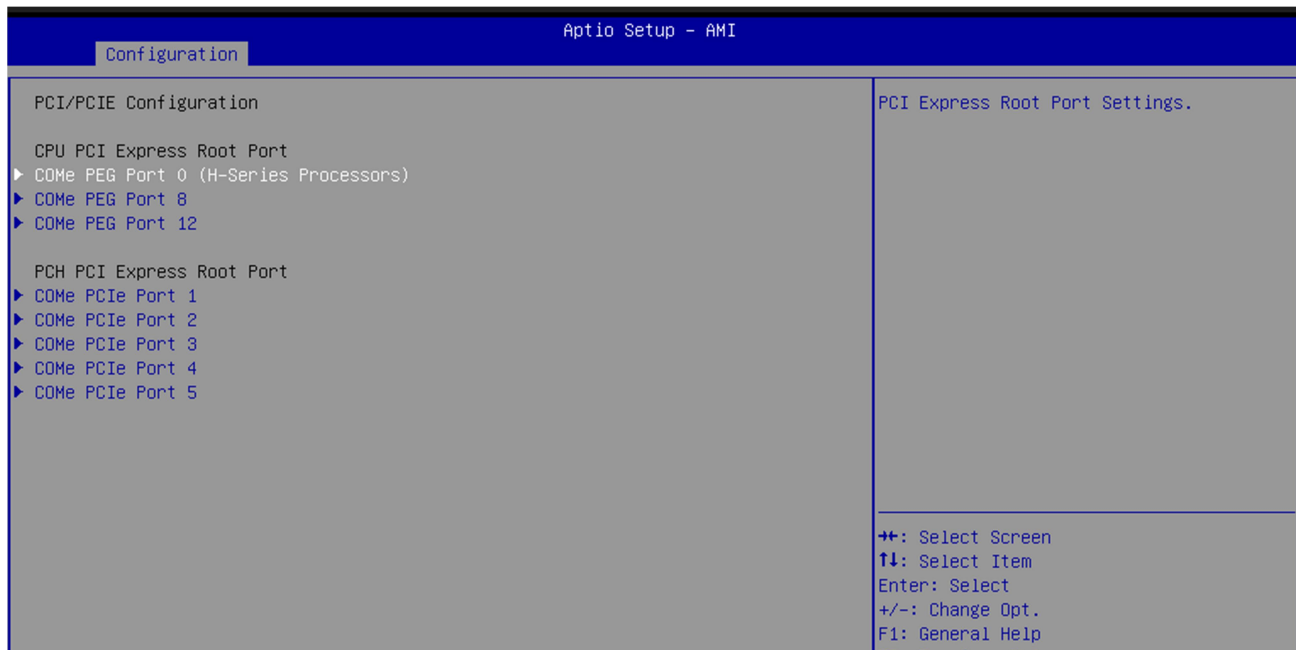 Aptio Setup – AMI
Configuration
PCI/PCIE Configuration
CPU PCI Express Root Port
▶ COMe PEG Port 0 (H-Series Processors)
▶ COMe PEG Port 8
▶ COMe PEG Port 12
PCH PCI Express Root Port
▶ COMe PCIe Port 1
▶ COMe PCIe Port 2
▶ COMe PCIe Port 3
▶ COMe PCIe Port 4
▶ COMe PCIe Port 5
PCI Express Root Port Settings.
→←: Select Screen
↑↓: Select Item
Enter: Select
+/-: Change Opt.
F1: General Help